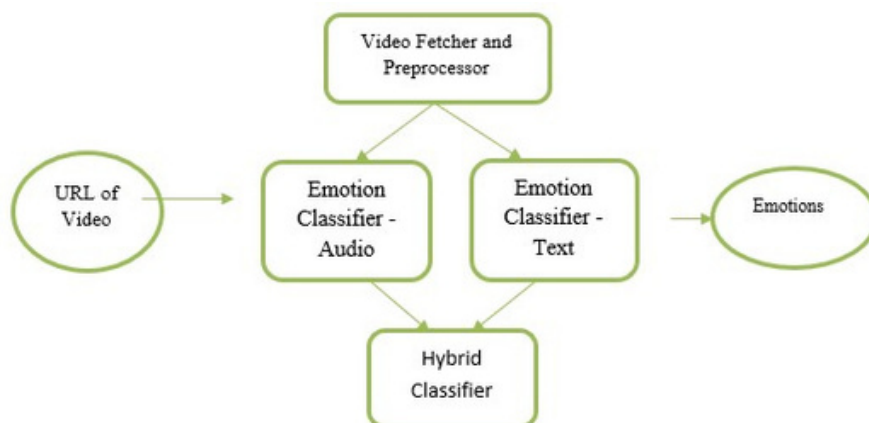 Video Fetcher and
Preprocessor
URL of
Video
Emotion
Classifier -
Audio
Emotion
Classifier -
Text
Emotions
Hybrid
Classifier